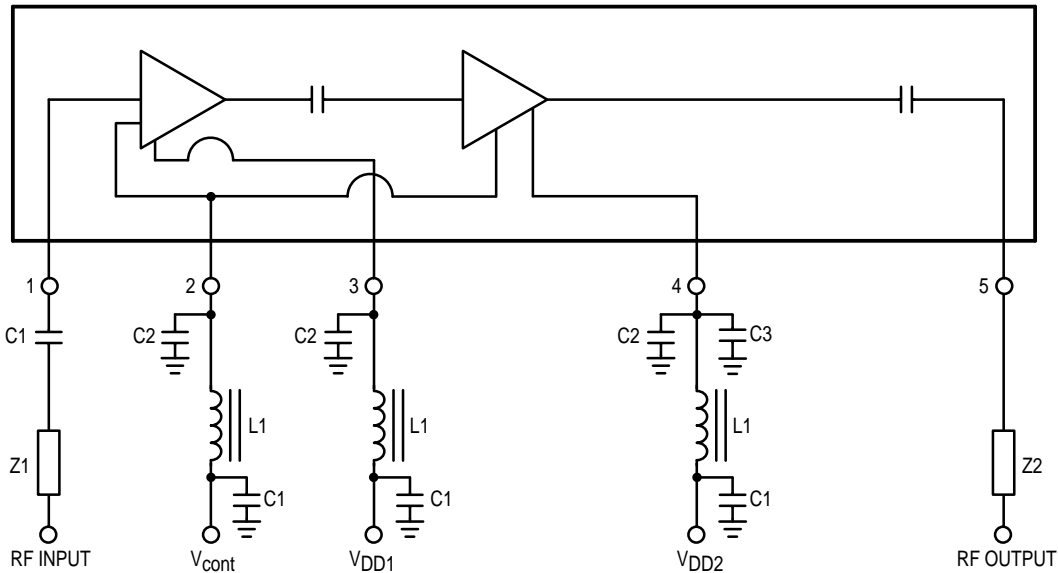 1
2
3
4
5
C1
C2
C2
C2
C3
Z1
L1
L1
L1
Z2
C1
C1
C1
RF INPUT
Vcont
VDD1
VDD2
RF OUTPUT